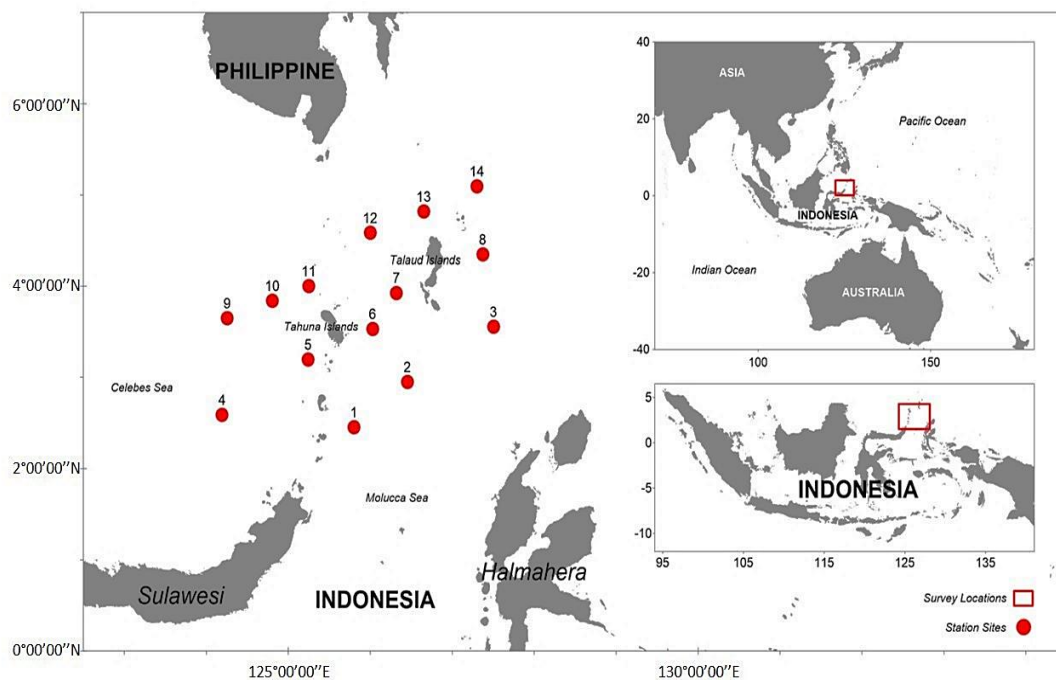 PHILIPPINE
6°00'00''N
14
13
12
8
Talaud Islands
4°00'00''N
11
10
7
9
6
3
Tahuna Islands
5
2
Celebes Sea
4
1
2°00'00''N
Molucca Sea
Sulawesi
INDONESIA
Halmahera
0°00'00''N
125°00'00''E
130°00'00''E
40
20
0
-20
-40
100
150
ASIA
Pacific Ocean
INDONESIA
Indian Ocean
AUSTRALIA
5
0
-5
-10
95
105
115
125
135
INDONESIA
Survey Locations
Station Sites